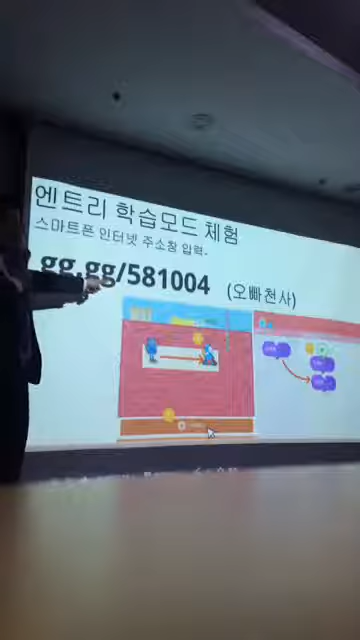 엔트리 학습모드 체험
스마트폰 인터넷 주소창 입력-
gg.gg/581004 (오빠천사)